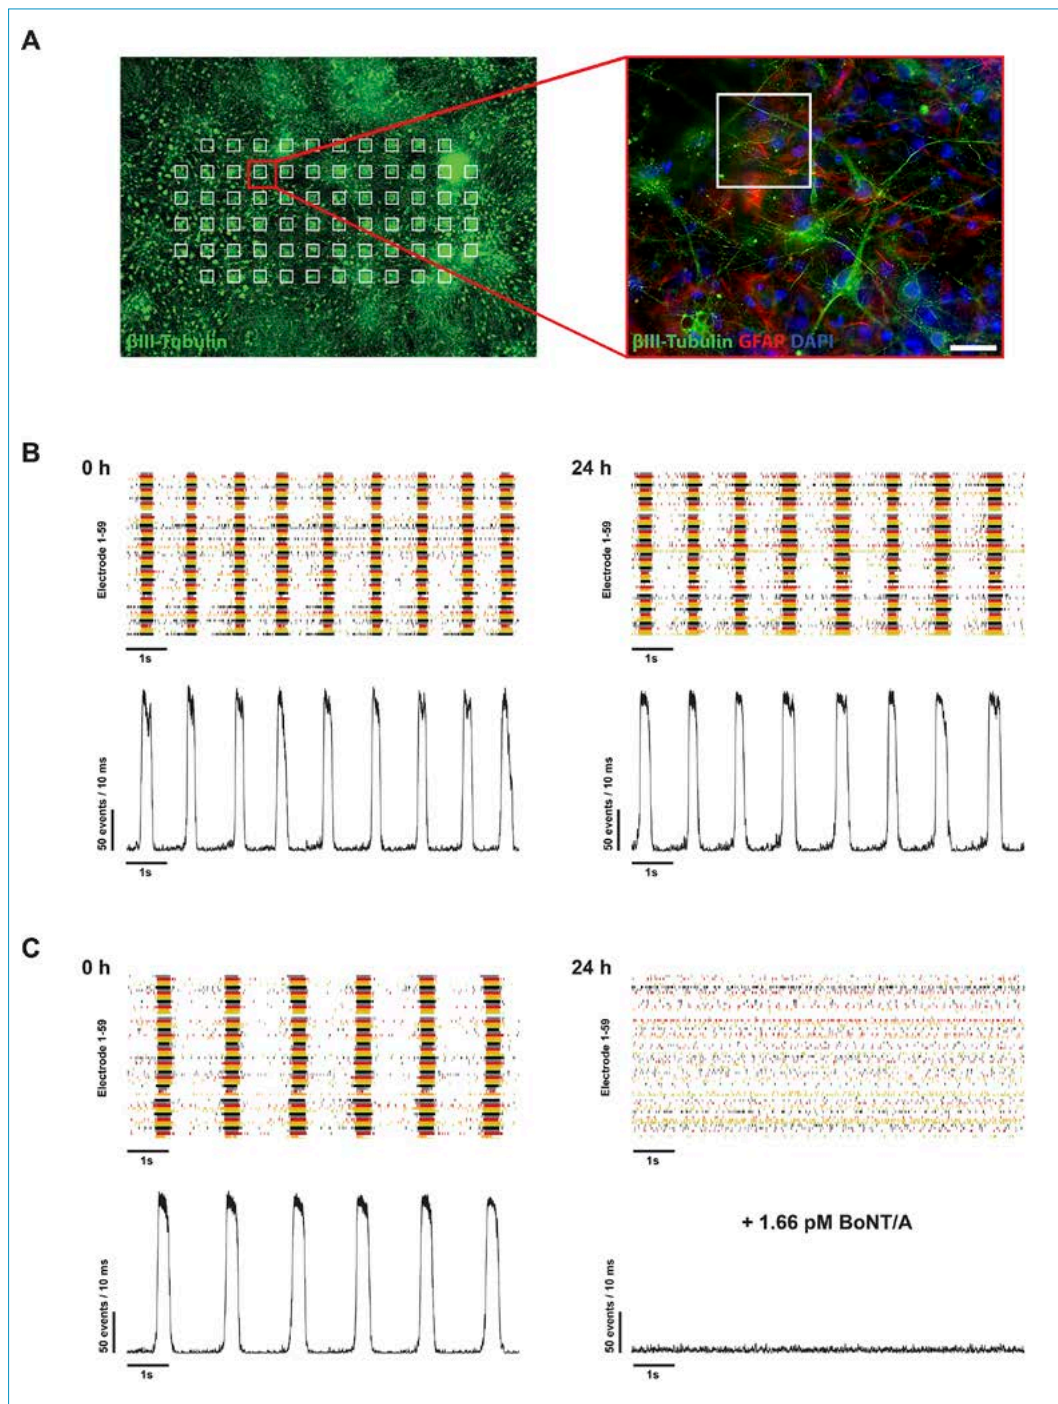 A
βIII-Tubulin
βIII-Tubulin GFAP DAPI
B
0 h
24 h
Electrode 1-59
Electrode 1-59
1s
1s
50 events / 10 ms
50 events / 10 ms
1s
1s
C
0 h
24 h
Electrode 1-59
Electrode 1-59
1s
1s
+ 1.66 pM BoNT/A
50 events / 10 ms
50 events / 10 ms
1s
1s